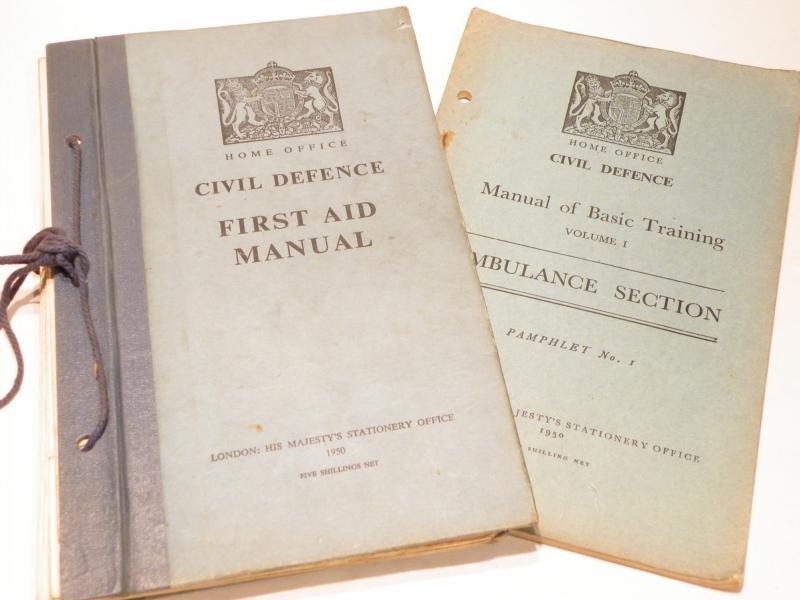 HOME OFFICE
CIVIL DEFENCE
FIRST AID
MANUAL
LONDON: HIS MAJESTY'S STATIONERY OFFICE
1950
FIVE SHILLINGS NET
HOME OFFICE
CIVIL DEFENCE
Manual of Basic Training
VOLUME I
MBULANCE SECTION
PAMPHLET No. 1
JESTY'S STATIONERY OFFICE
1950
SHILLING NET